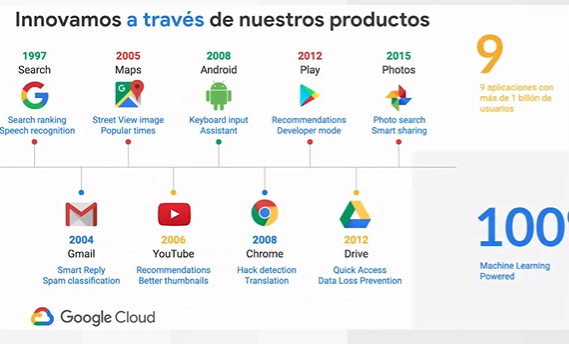 Innovamos a través de nuestros productos
1997
Search
Search ranking
Speech recognition
2005
Maps
Street View image
Popular times
2008
Android
Keyboard input
Assistant
2012
Play
Recommendations
Developer mode
2015
Photos
Photo search
Smart sharing
9
9 aplicaciones con
más de 1 billón de
usuarios
2004
Gmail
Smart Reply
Spam classification
2006
YouTube
Recommendations
Better thumbnails
2008
Chrome
Hack detection
Translation
2012
Drive
Quick Access
Data Loss Prevention
100%
Machine Learning
Powered
Google Cloud